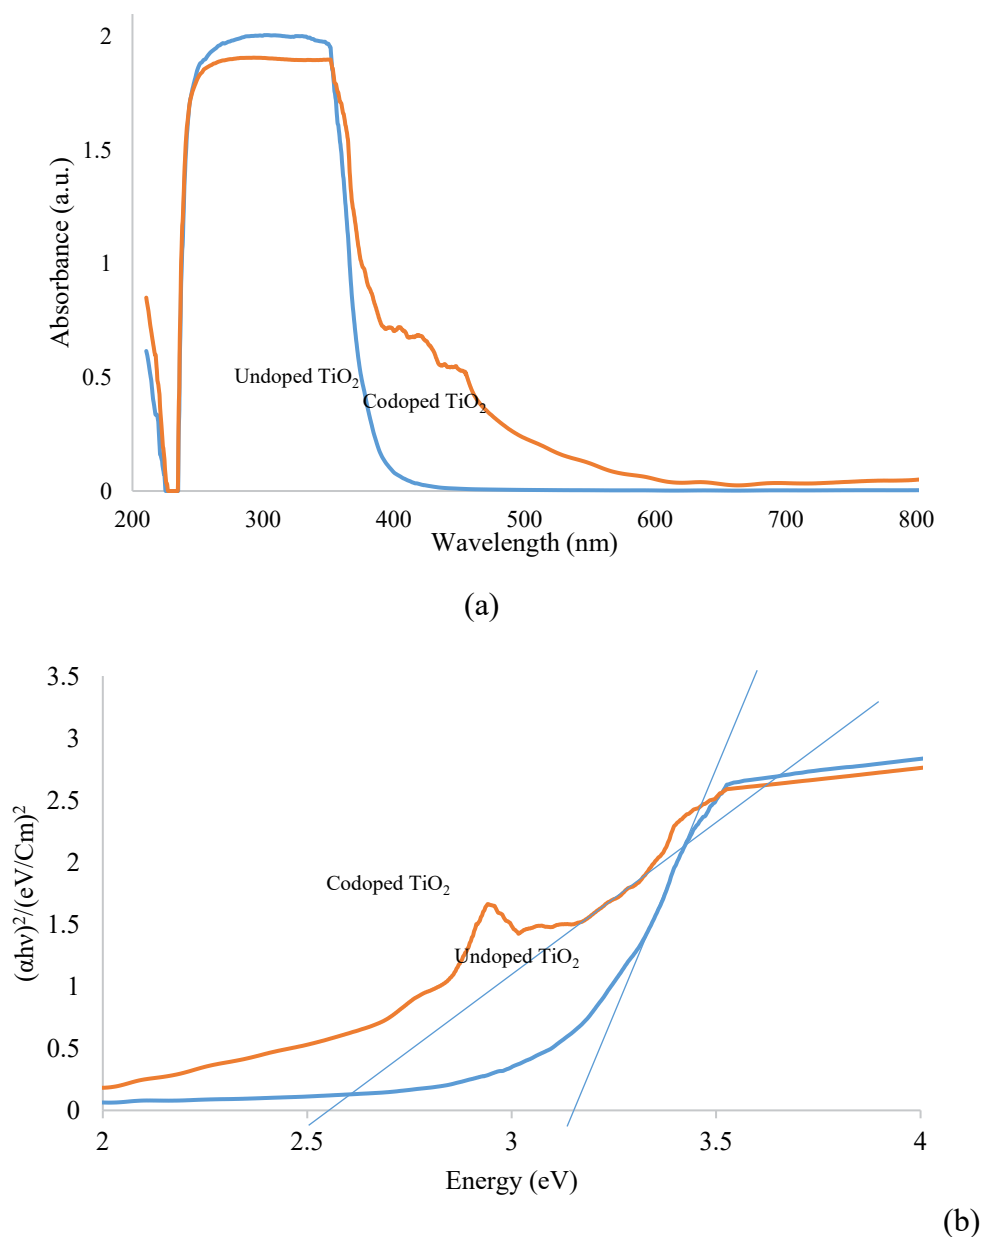 2
1.5
1
0.5
0
Absorbance (a.u.)
Undoped TiO₂
Codoped TiO₂
200 300 400 500 600 700 800
Wavelength (nm)
(a)
3.5
3
2.5
2
1.5
1
0.5
0
(αhν)²/(eV/Cm)²
Codoped TiO₂
Undoped TiO₂
2 2.5 3 3.5 4
Energy (eV)
(b)